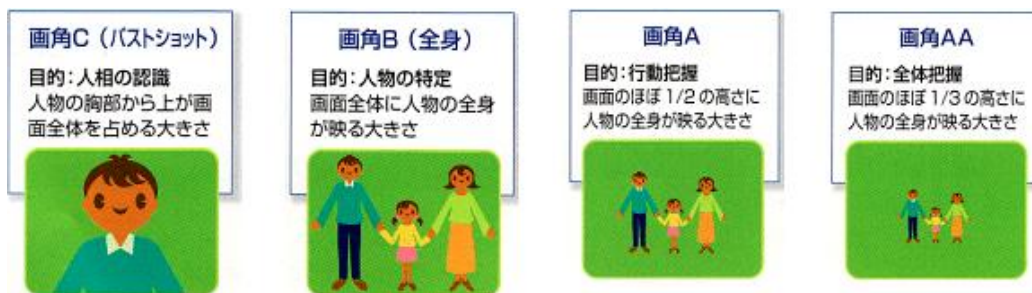 画角C（バストショット）
目的：人相の認識
人物の胸部から上が画
面全体を占める大きさ
画角B（全身）
目的：人物の特定
画面全体に人物の全身
が映る大きさ
画角A
目的：行動把握
画面のほぼ1/2の高さに
人物の全身が映る大きさ
画角AA
目的：全体把握
画面のほぼ1/3の高さに
人物の全身が映る大きさ